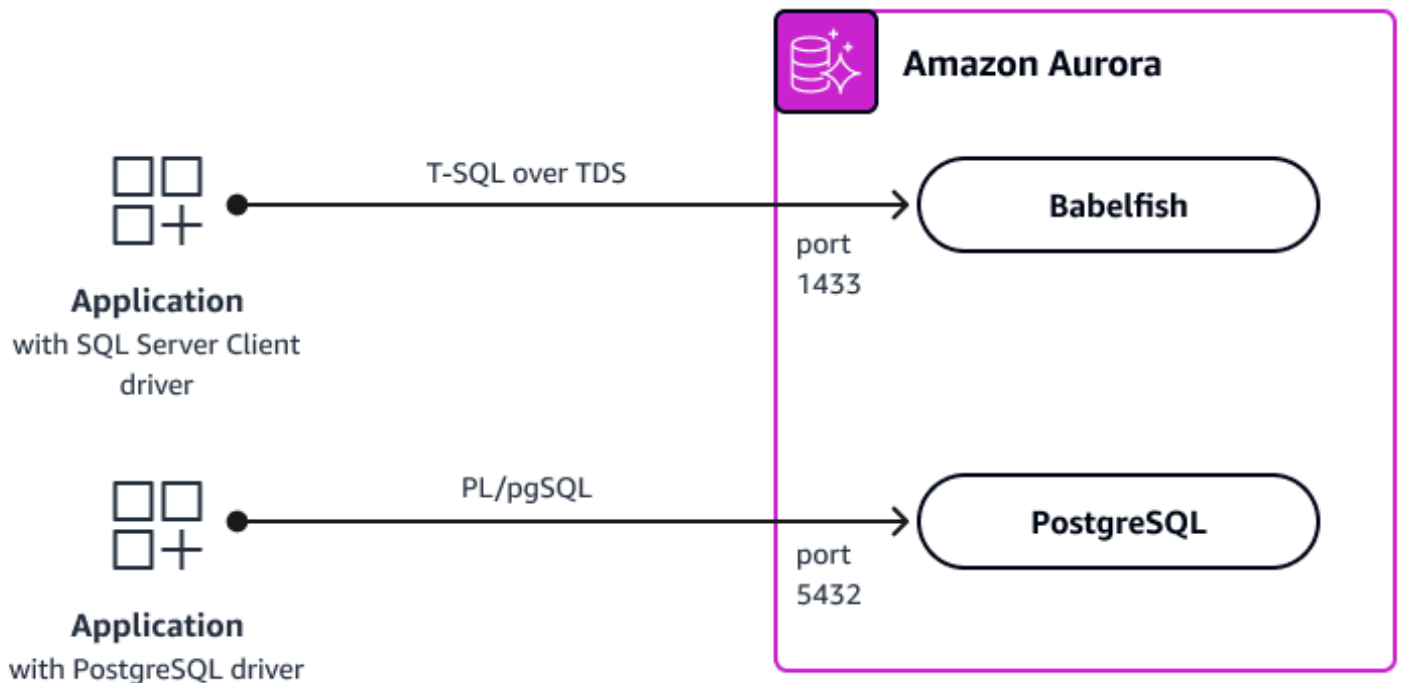 Amazon Aurora
T-SQL over TDS
Babelfish
port
1433
Application
with SQL Server Client
driver
PL/pgSQL
PostgreSQL
port
5432
Application
with PostgreSQL driver